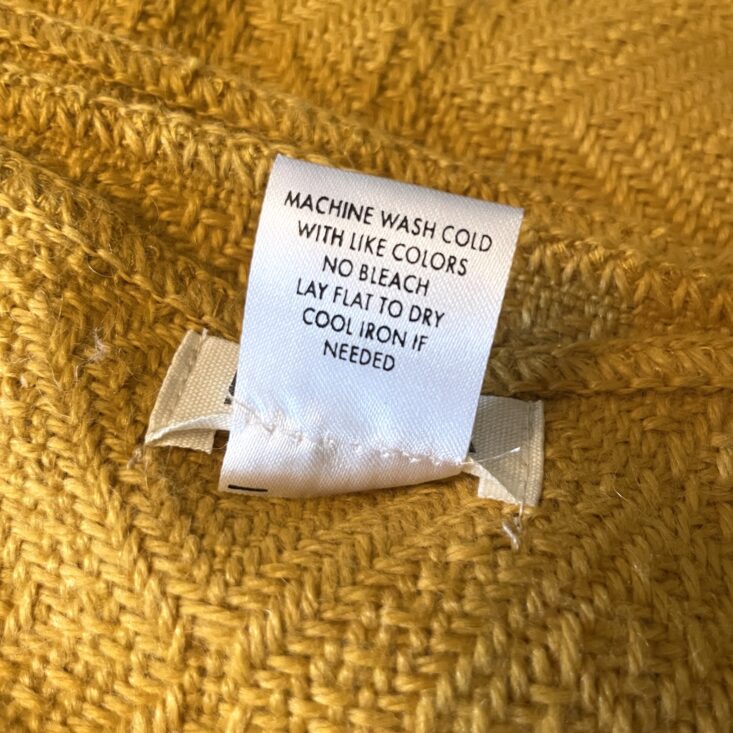 MACHINE WASH COLD
WITH LIKE COLORS
NO BLEACH
LAY FLAT TO DRY
COOL IRON IF
NEEDED